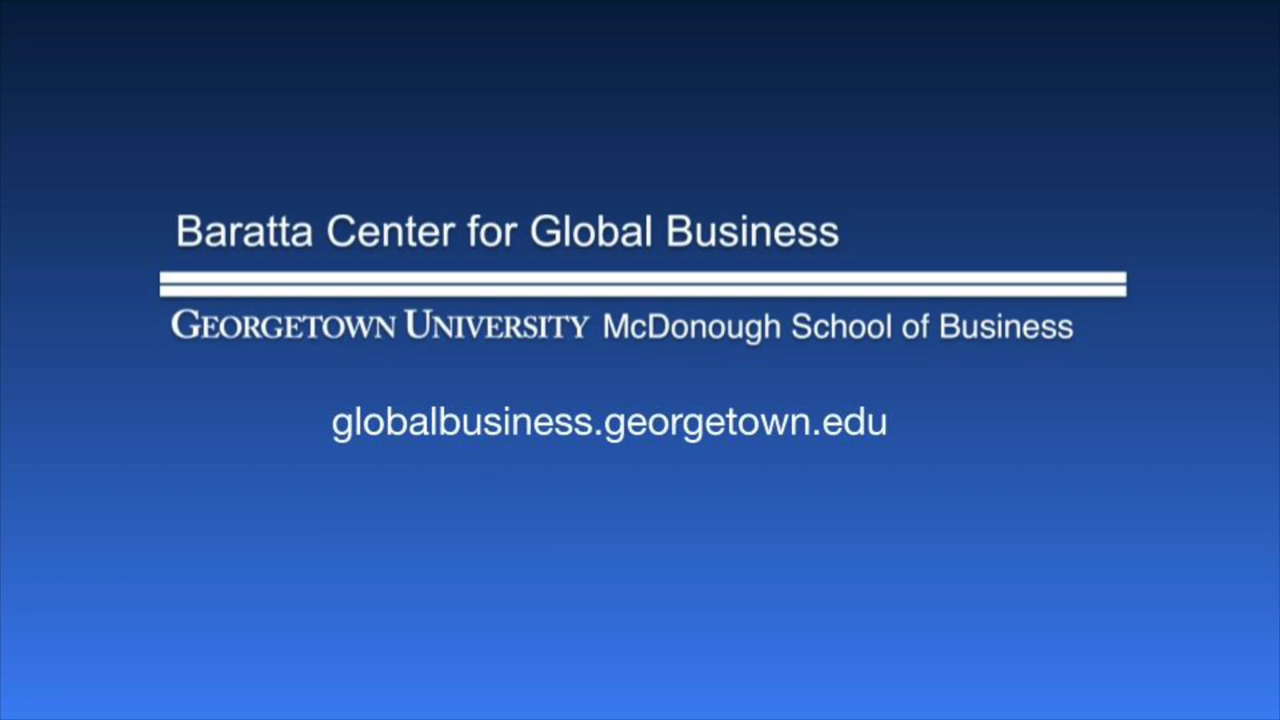 Baratta Center for Global Business
GEORGETOWN UNIVERSITY McDonough School of Business
globalbusiness.georgetown.edu